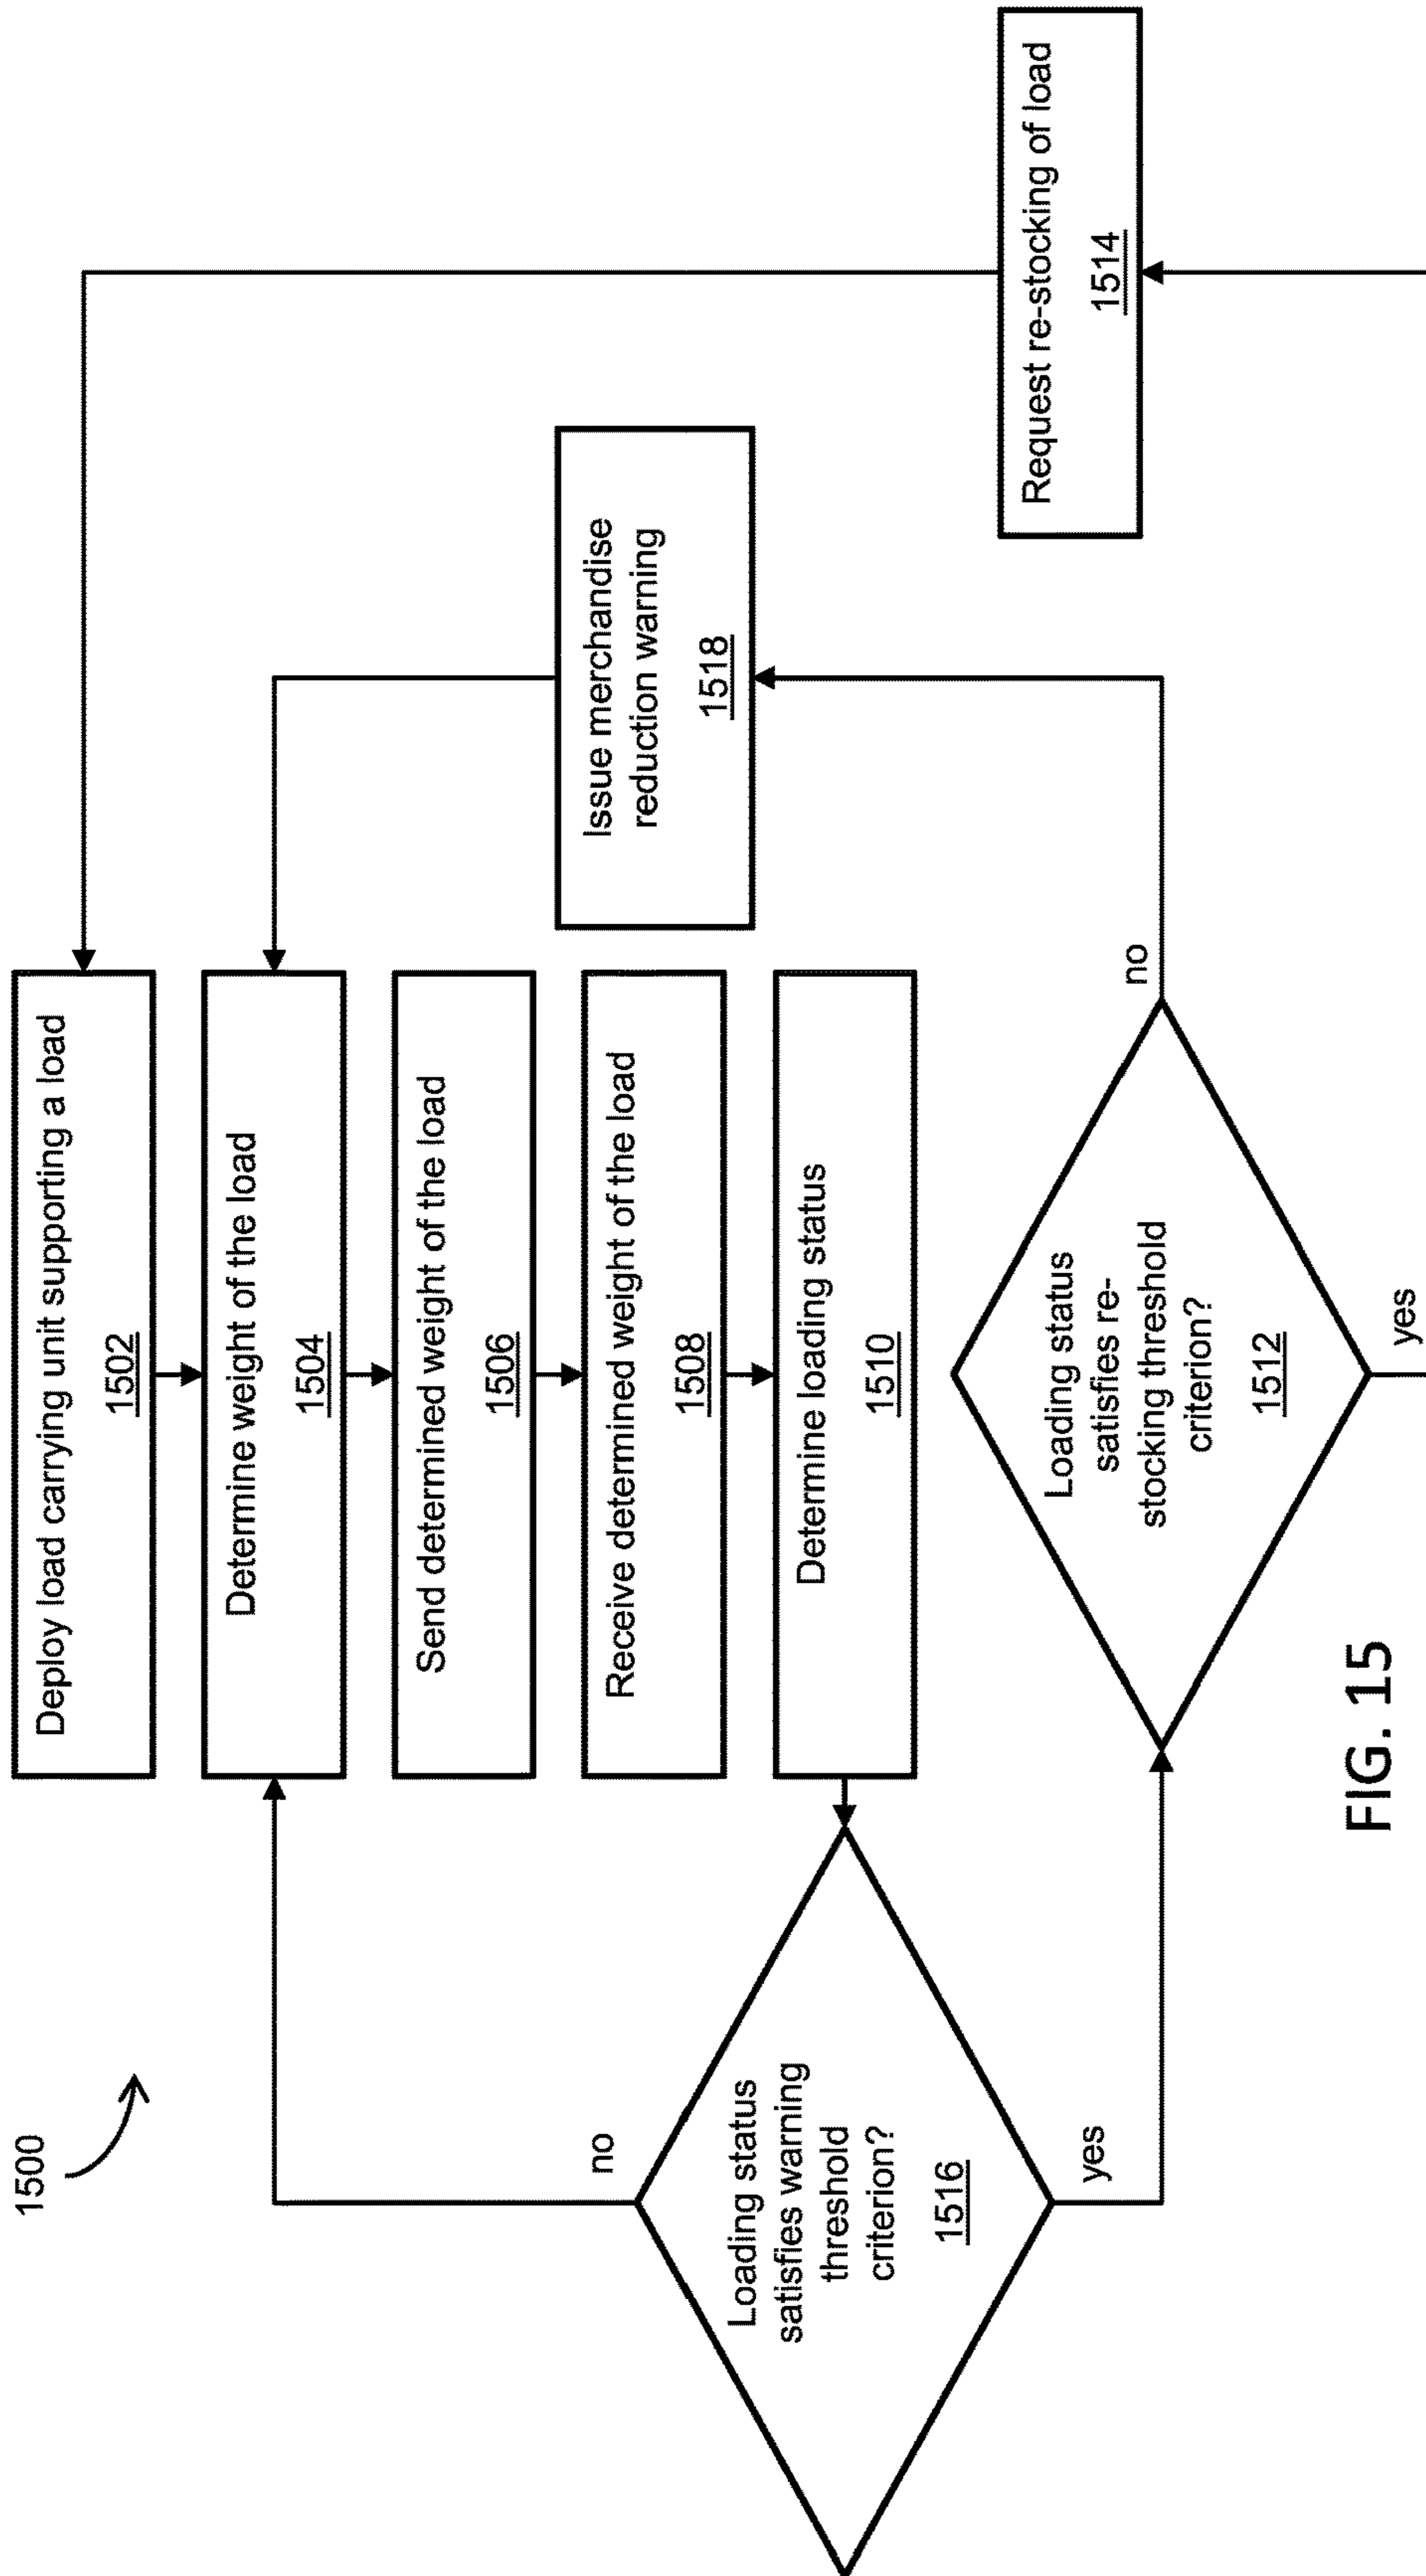 1500
Deploy load carrying unit supporting a load
1502
Determine weight of the load
1504
Send determined weight of the load
1506
Receive determined weight of the load
1508
Determine loading status
1510
Loading status
satisfies warning
threshold
criterion?
1516
no
yes
Loading status
satisfies re-
stocking threshold
criterion?
1512
no
yes
Issue merchandise
reduction warning
1518
Request re-stocking of load
1514
FIG. 15